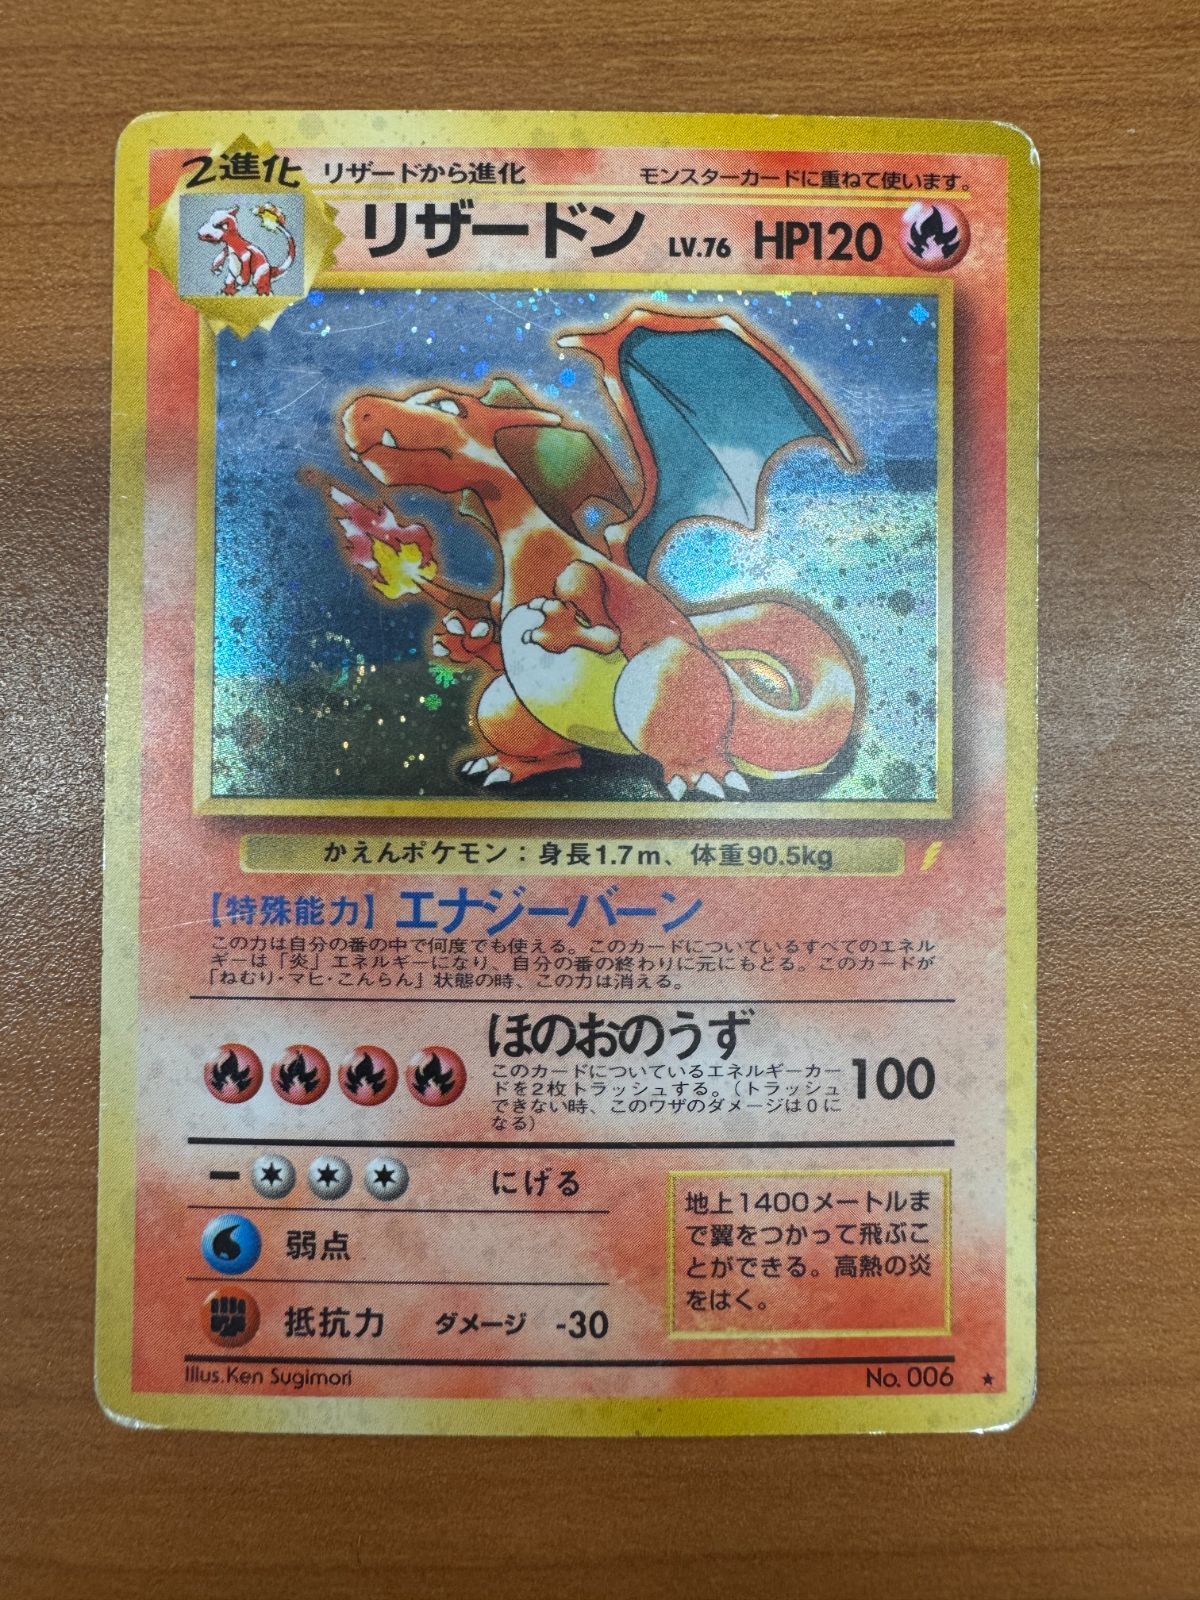 2進化 リザードから進化 モンスターカードに重ねて使います。
リザードン LV.76 HP120
かえんポケモン：身長1.7m、体重90.5kg
【特殊能力】エナジーバーン
この力は自分の番の中で何度でも使える。このカードについているすべてのエネル
ギーは「炎」エネルギーになり、自分の番の終わりに元にもどる。このカードが
「ねむり・マヒ・こんらん」状態の時、この力は消える。
ほのおのうず 100
このカードについているエネルギーカー
ドを2枚トラッシュする。（トラッシュ
できない時、このワザのダメージは0に
なる）
にげる
弱点
抵抗力 ダメージ -30
地上1400メートルま
で翼をつかって飛ぶこ
とができる。高熱の炎
をはく。
Illus.Ken Sugimori No. 006 ★